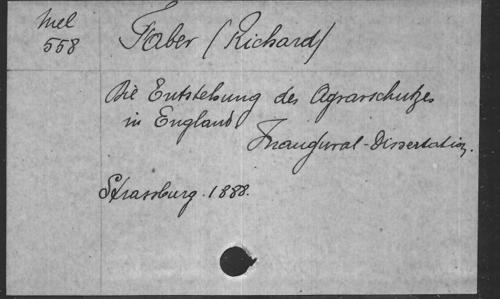 Mel
558
Faber (Richard)
Die Entstehung des Agrarschutzes
in England.
Inaugural-Dissertation.
Strassburg. 1888.